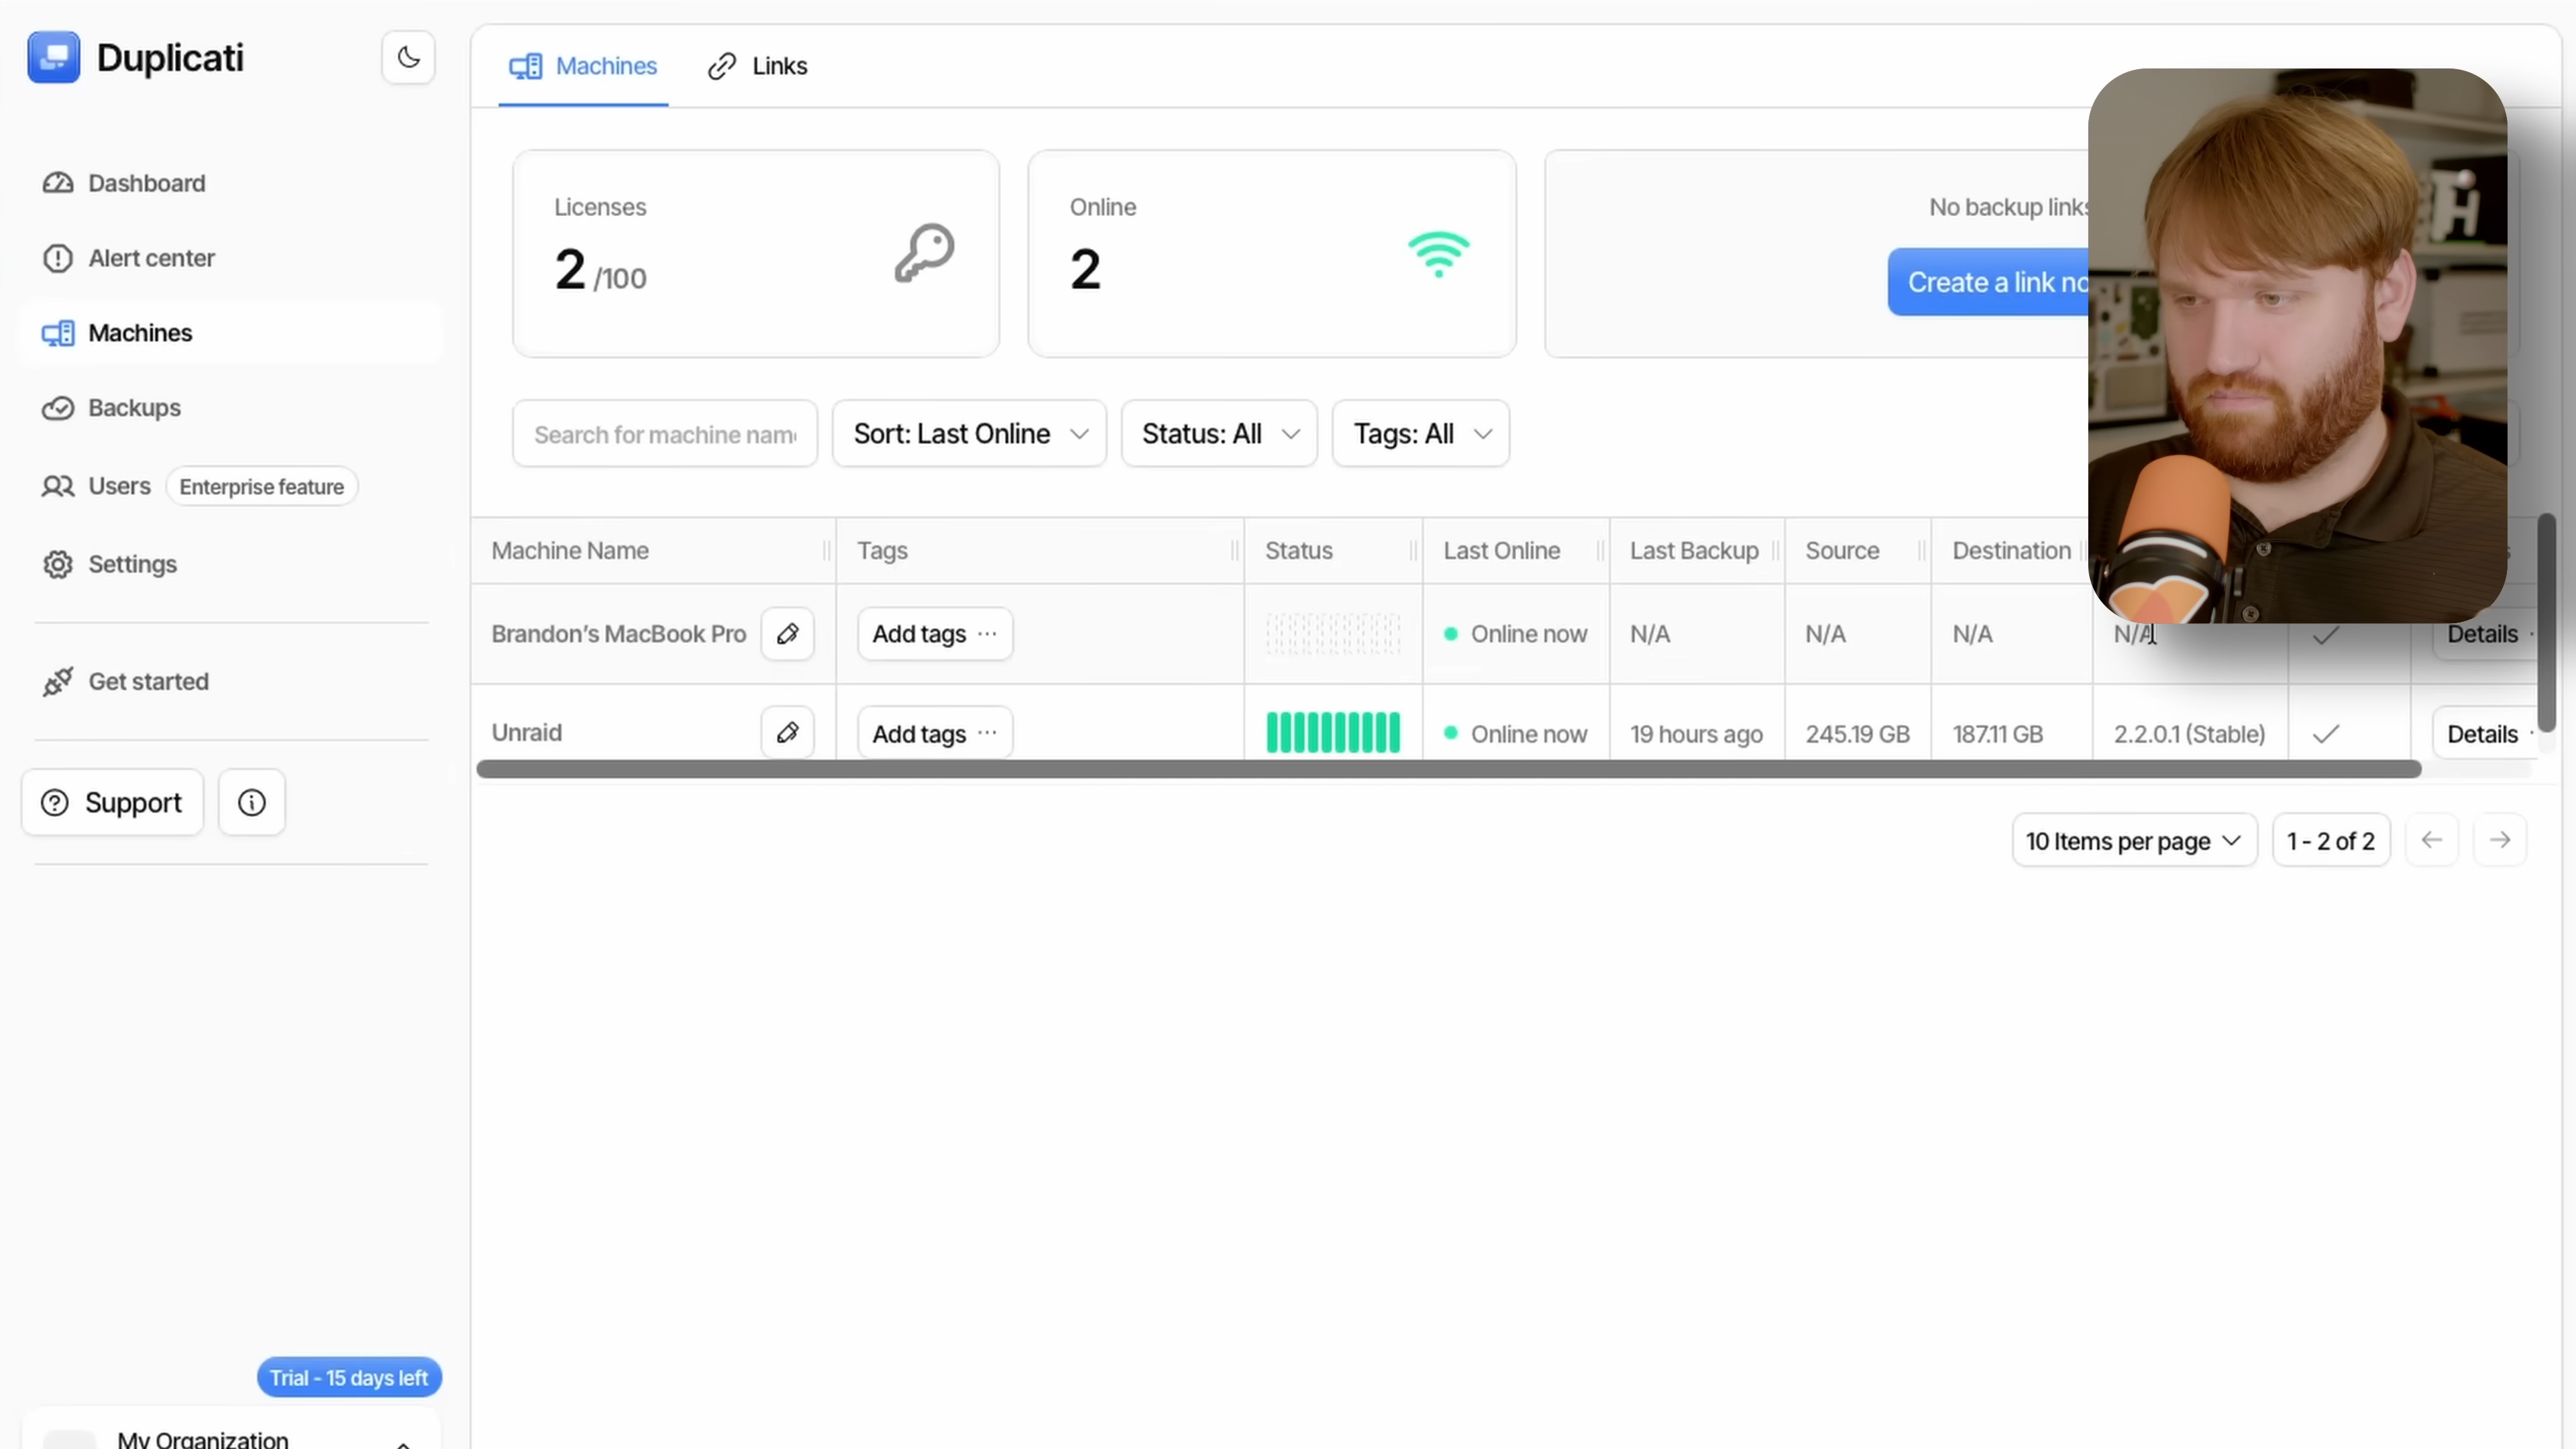 Duplicati
Dashboard
Alert center
Machines
Backups
Users Enterprise feature
Settings
Get started
Support
Trial - 15 days left
My Organization
Machines Links
Licenses
2 /100
Online
2
No backup links
Create a link no
Search for machine nam
Sort: Last Online Status: All Tags: All
Machine Name Tags Status Last Online Last Backup Source Destination
Brandon's MacBook Pro Add tags ... Online now N/A N/A N/A N/A Details
Unraid Add tags ... Online now 19 hours ago 245.19 GB 187.11 GB 2.2.0.1 (Stable) Details
10 Items per page 1 - 2 of 2